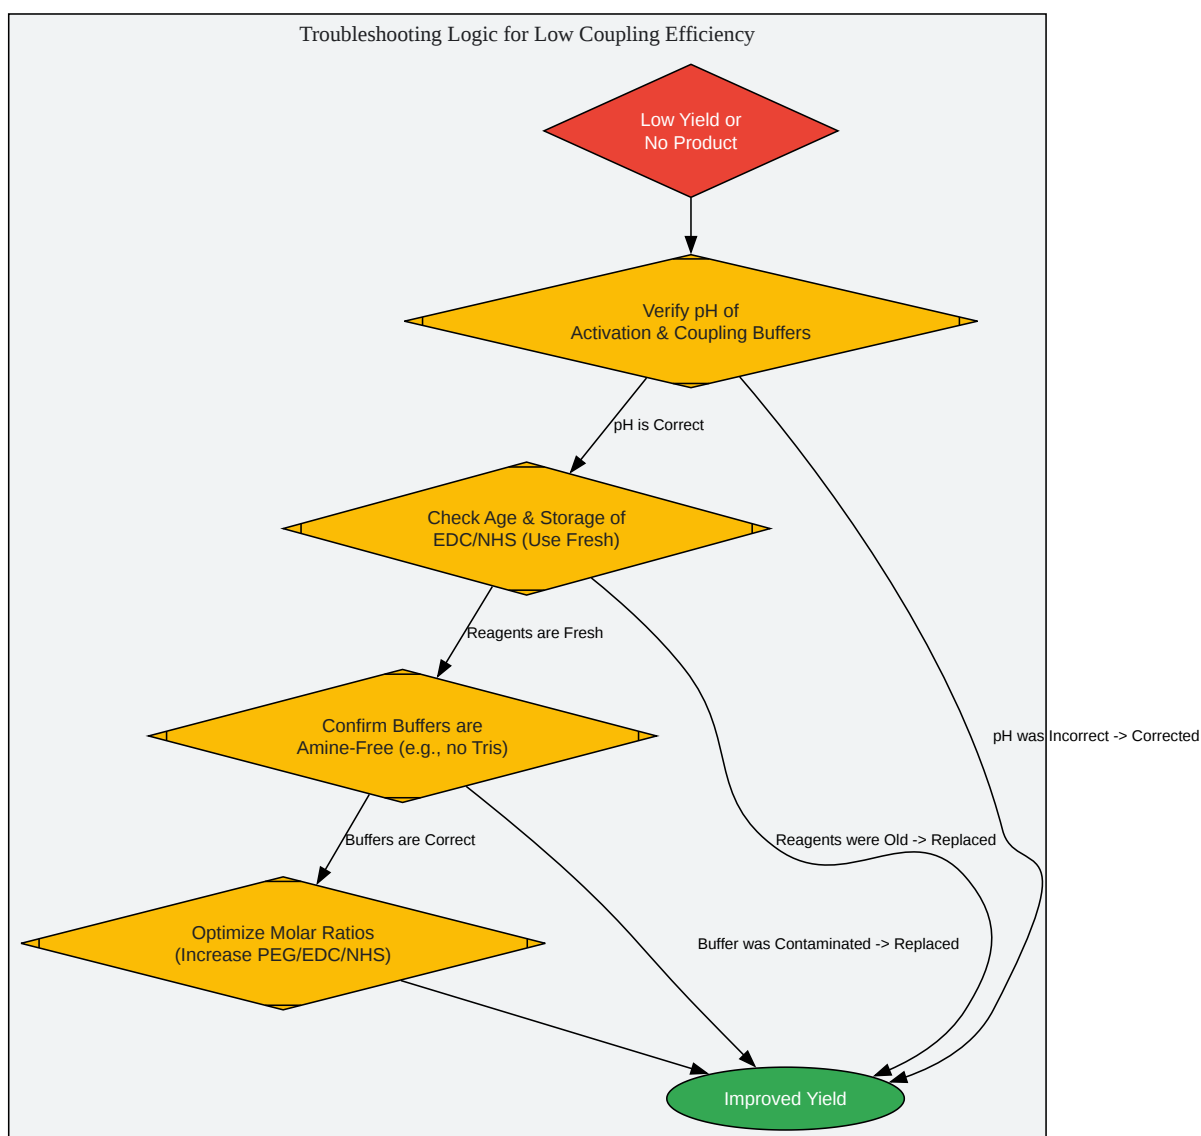 Troubleshooting Logic for Low Coupling Efficiency
Low Yield or
No Product
Verify pH of
Activation & Coupling Buffers
pH is Correct
Check Age & Storage of
EDC/NHS (Use Fresh)
Reagents are Fresh
Confirm Buffers are
Amine-Free (e.g., no Tris)
pH was Incorrect -> Corrected
Buffers are Correct
Reagents were Old -> Replaced
Optimize Molar Ratios
(Increase PEG/EDC/NHS)
Buffer was Contaminated -> Replaced
Improved Yield